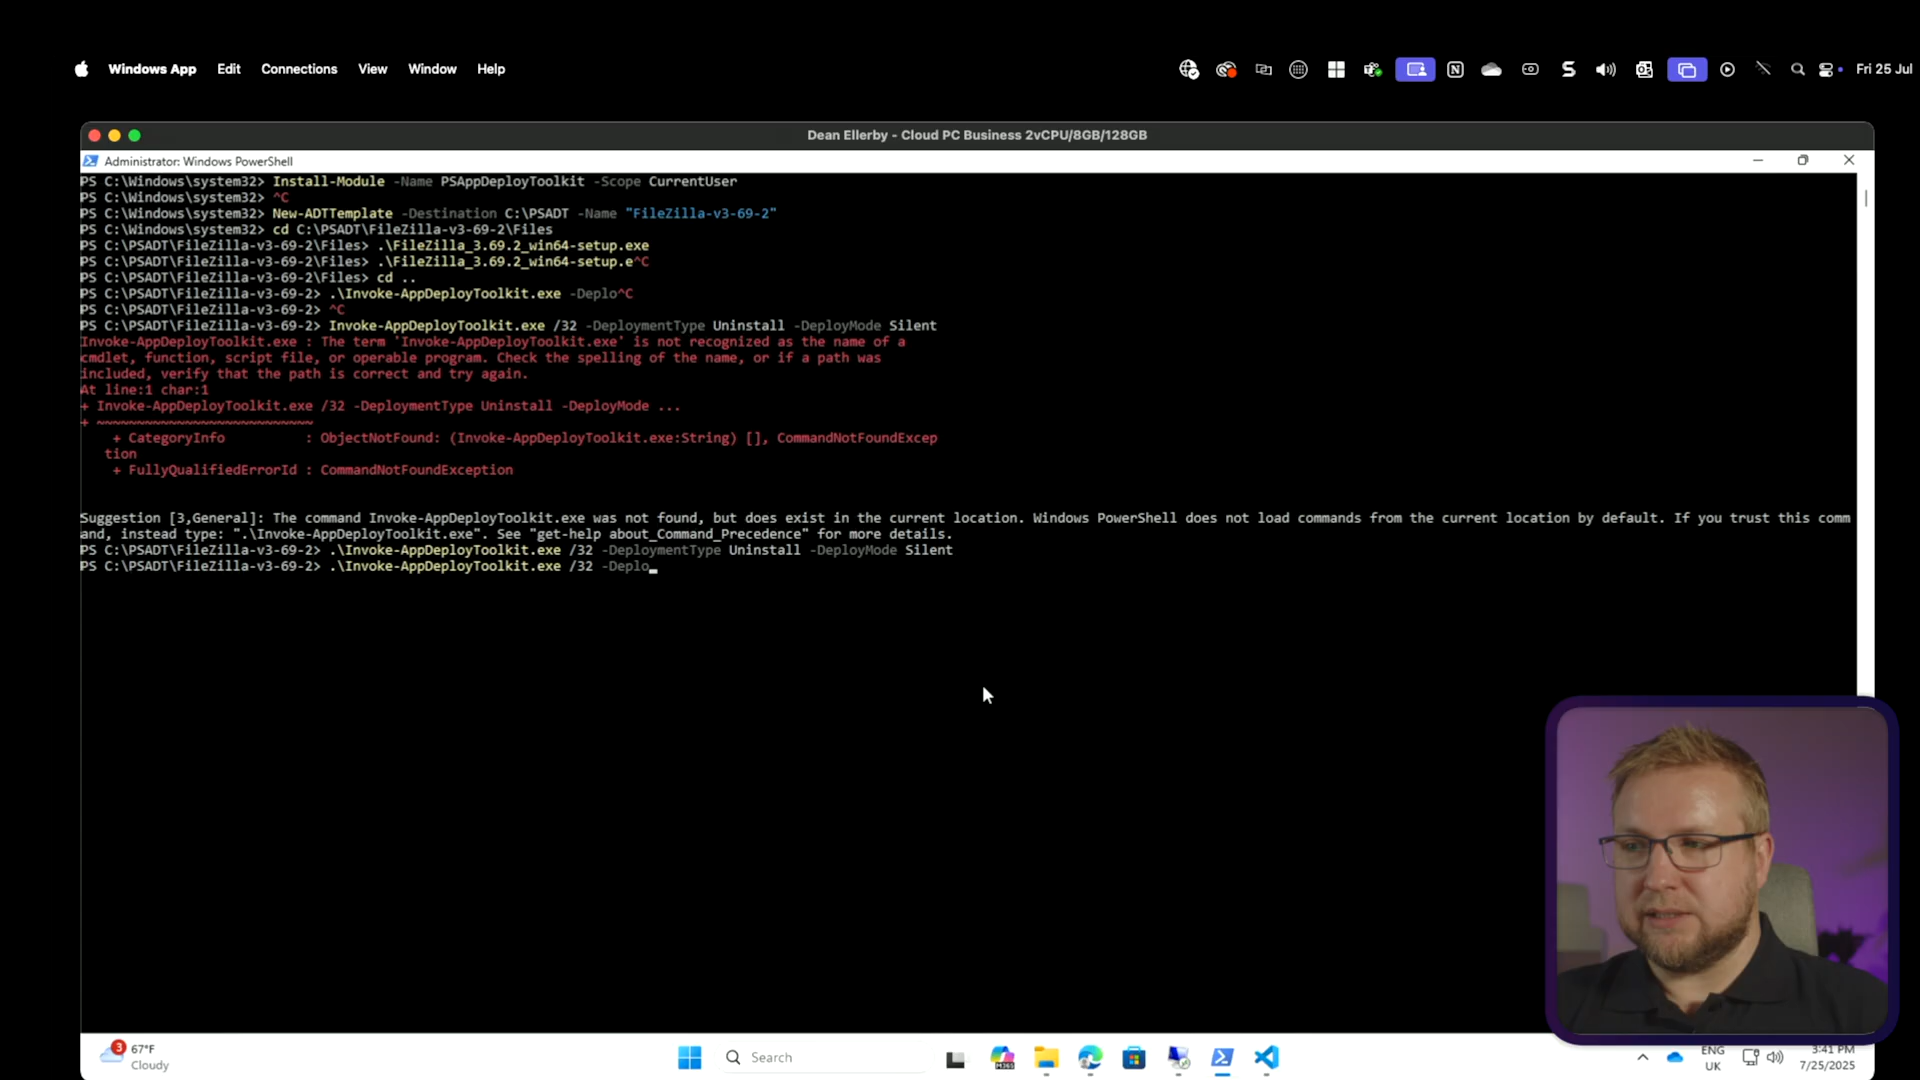 Windows App Edit Connections View Window Help
Fri 25 Jul
Dean Ellerby - Cloud PC Business 2vCPU/8GB/128GB
Administrator: Windows PowerShell
PS C:\Windows\system32> Install-Module -Name PSAppDeployToolkit -Scope CurrentUser
PS C:\Windows\system32> ^C
PS C:\Windows\system32> New-ADTTemplate -Destination C:\PSADT -Name "FileZilla-v3-69-2"
PS C:\Windows\system32> cd C:\PSADT\FileZilla-v3-69-2\Files
PS C:\PSADT\FileZilla-v3-69-2\Files> .\FileZilla_3.69.2_win64-setup.exe
PS C:\PSADT\FileZilla-v3-69-2\Files> .\FileZilla_3.69.2_win64-setup.e^C
PS C:\PSADT\FileZilla-v3-69-2\Files> cd ..
PS C:\PSADT\FileZilla-v3-69-2> .\Invoke-AppDeployToolkit.exe -Deplo^C
PS C:\PSADT\FileZilla-v3-69-2> ^C
PS C:\PSADT\FileZilla-v3-69-2> Invoke-AppDeployToolkit.exe /32 -DeploymentType Uninstall -DeployMode Silent
Invoke-AppDeployToolkit.exe : The term 'Invoke-AppDeployToolkit.exe' is not recognized as the name of a
cmdlet, function, script file, or operable program. Check the spelling of the name, or if a path was
included, verify that the path is correct and try again.
At line:1 char:1
+ Invoke-AppDeployToolkit.exe /32 -DeploymentType Uninstall -DeployMode ...
+ ~~~~~~~~~~~~~~~~~~~~~~~~~~~
+ CategoryInfo : ObjectNotFound: (Invoke-AppDeployToolkit.exe:String) [], CommandNotFoundExcep
tion
+ FullyQualifiedErrorId : CommandNotFoundException
Suggestion [3,General]: The command Invoke-AppDeployToolkit.exe was not found, but does exist in the current location. Windows PowerShell does not load commands from the current location by default. If you trust this comm
and, instead type: ".\Invoke-AppDeployToolkit.exe". See "get-help about_Command_Precedence" for more details.
PS C:\PSADT\FileZilla-v3-69-2> .\Invoke-AppDeployToolkit.exe /32 -DeploymentType Uninstall -DeployMode Silent
PS C:\PSADT\FileZilla-v3-69-2> .\Invoke-AppDeployToolkit.exe /32 -Deplo_
3
67°F
Cloudy
Search
M365
ENG
UK
3:41 PM
7/25/2025